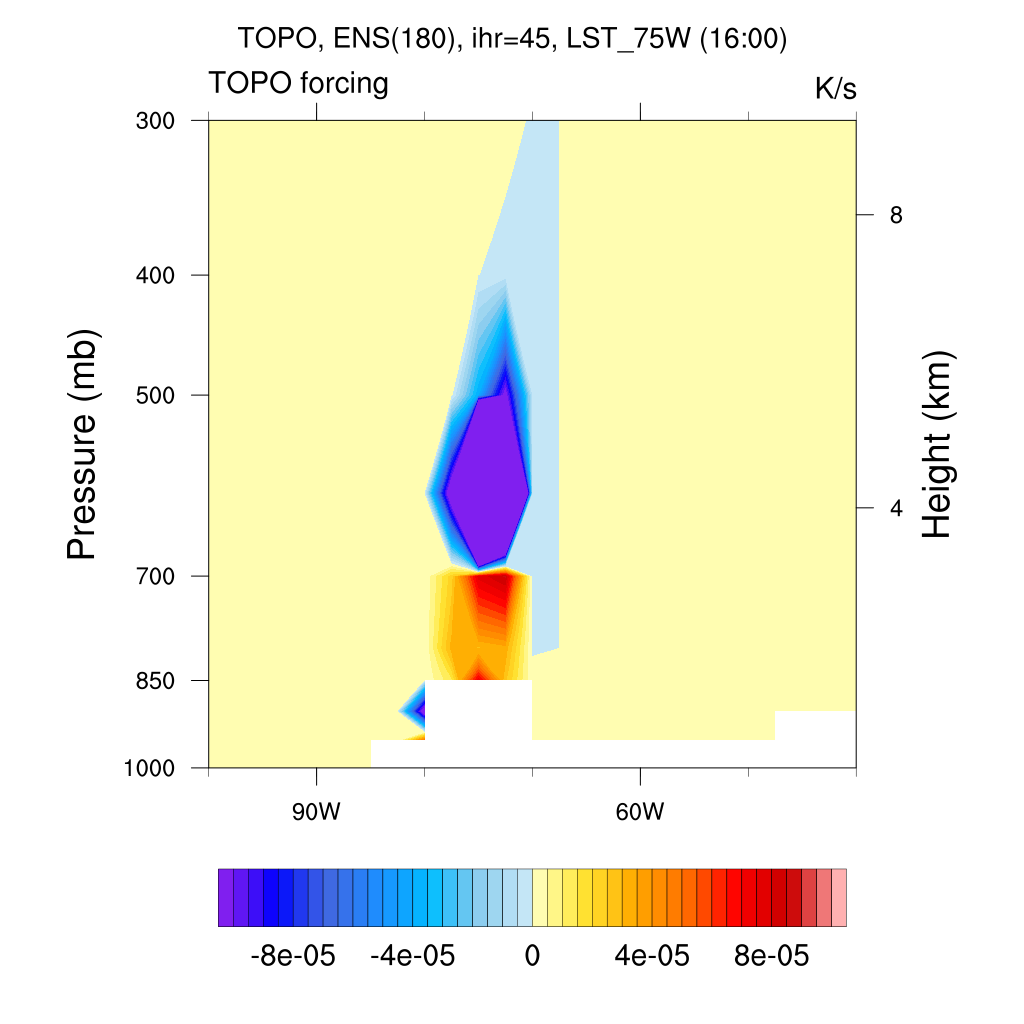 TOPO, ENS(180), ihr=45, LST_75W (16:00)
TOPO forcing
K/s
300
400
500
700
850
1000
Pressure (mb)
8
4
Height (km)
90W
60W
-8e-05 -4e-05 0 4e-05 8e-05